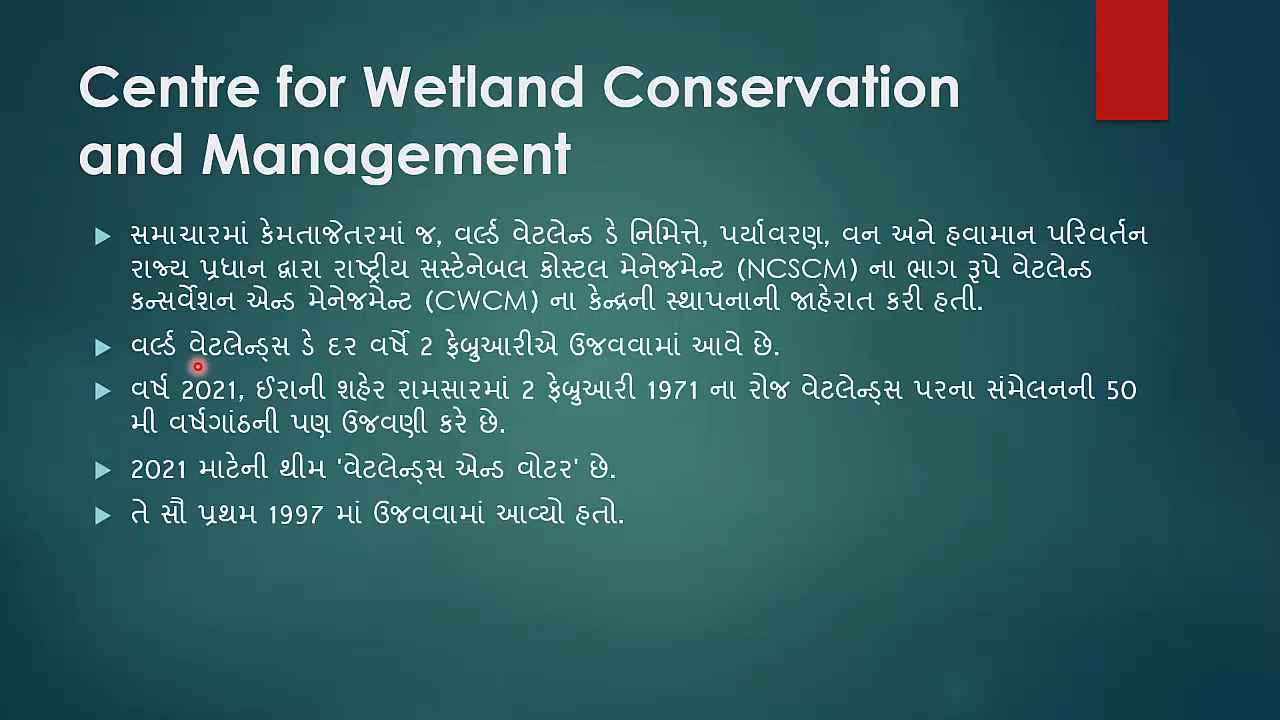 Centre for Wetland Conservation
and Management
સમાચારમાં કેમતાજેતરમાં જ, વર્લ્ડ વેટલેન્ડ ડે નિમિત્તે, પર્યાવરણ, વન અને હવામાન પરિવર્તન
રાજ્ય પ્રધાન દ્વારા રાષ્ટ્રીય સસ્ટેનેબલ કોસ્ટલ મેનેજમેન્ટ (NCSCM) ના ભાગ રૂપે વેટલેન્ડ
કન્સર્વેશન એન્ડ મેનેજમેન્ટ (CWCM) ના કેન્દ્રની સ્થાપનાની જાહેરાત કરી હતી.
વર્લ્ડ વેટલેન્ડ્સ ડે દર વર્ષે 2 ફેબ્રુઆરીએ ઉજવવામાં આવે છે.
વર્ષ 2021, ઈરાની શહેર રામસારમાં 2 ફેબ્રુઆરી 1971 ના રોજ વેટલેન્ડ્સ પરના સંમેલનની 50
મી વર્ષગાંઠની પણ ઉજવણી કરે છે.
2021 માટેની થીમ 'વેટલેન્ડ્સ એન્ડ વોટર' છે.
તે સૌ પ્રથમ 1997 માં ઉજવવામાં આવ્યો હતો.